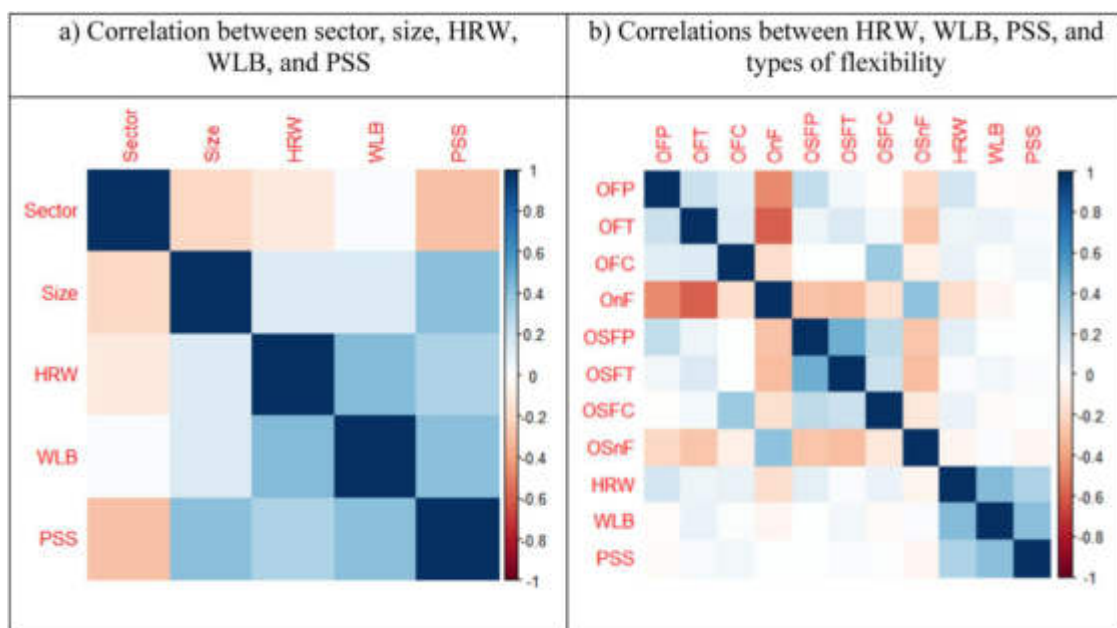 a) Correlation between sector, size, HRW,
WLB, and PSS
b) Correlations between HRW, WLB, PSS, and
types of flexibility
Sector
Size
HRW
WLB
PSS
Sector
Size
HRW
WLB
PSS
1
0.8
0.6
0.4
0.2
0
-0.2
-0.4
-0.6
-0.8
-1
OFP
OFT
OFC
OnF
OSFP
OSFT
OSFC
OSnF
HRW
WLB
PSS
OFP
OFT
OFC
OnF
OSFP
OSFT
OSFC
OSnF
HRW
WLB
PSS
1
0.8
0.6
0.4
0.2
0
-0.2
-0.4
-0.6
-0.8
-1